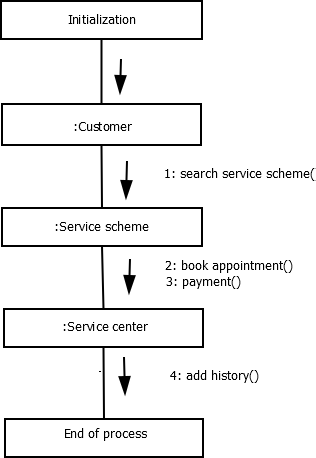 Initialization
:Customer
1: search service scheme(
:Service scheme
2: book appointment()
3: payment()
:Service center
4: add history()
End of process